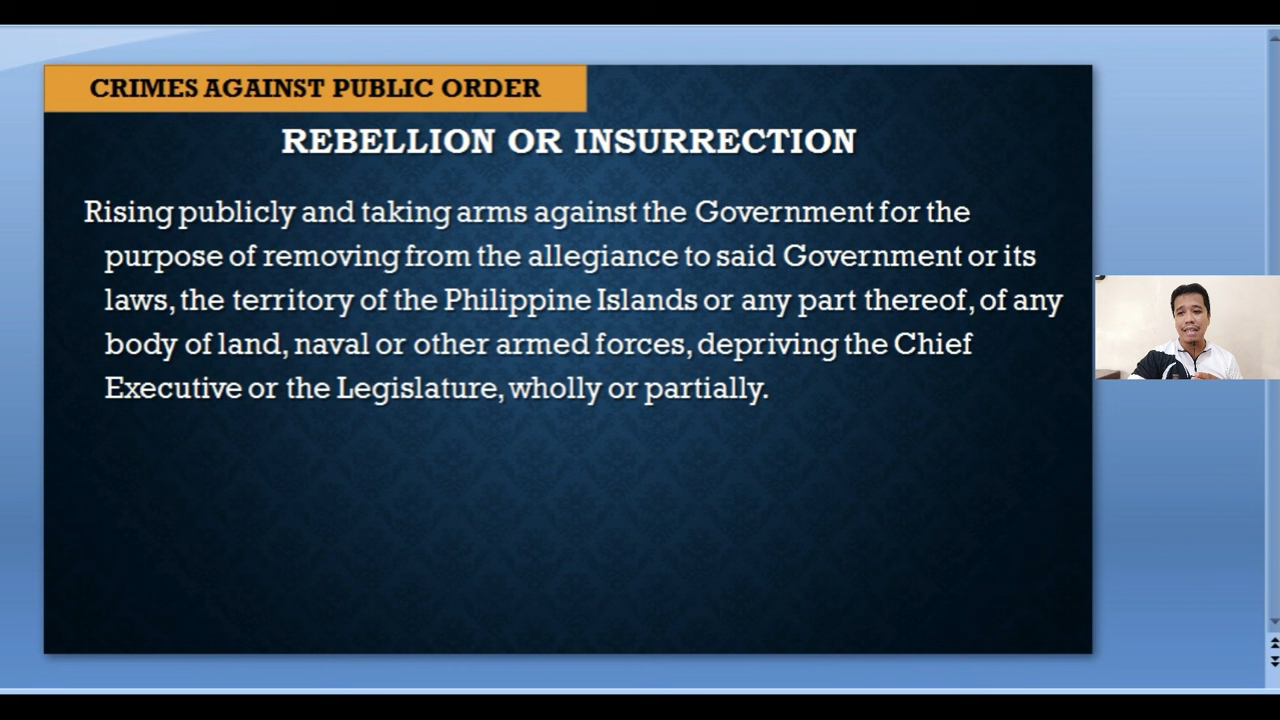 CRIMES AGAINST PUBLIC ORDER
REBELLION OR INSURRECTION
Rising publicly and taking arms against the Government for the
purpose of removing from the allegiance to said Government or its
laws, the territory of the Philippine Islands or any part thereof, of any
body of land, naval or other armed forces, depriving the Chief
Executive or the Legislature, wholly or partially.